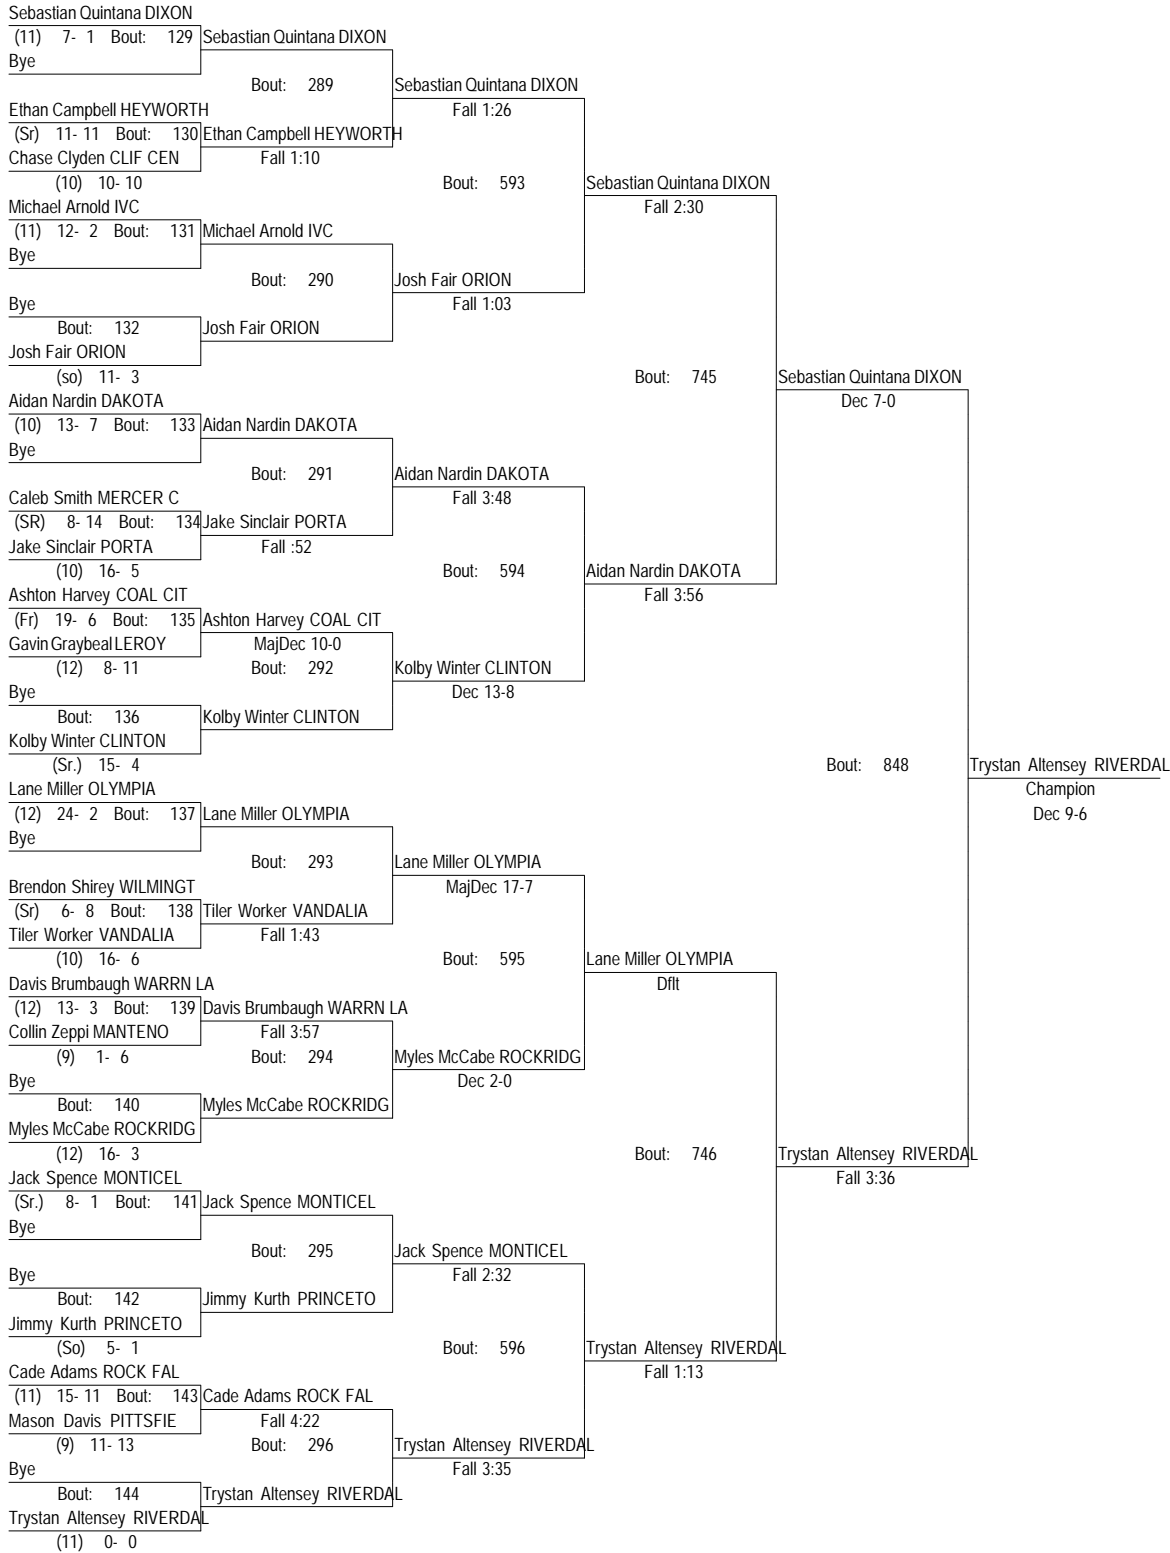 Sebastian Quintana DIXON
(11) 7- 1 Bout: 129 Sebastian Quintana DIXON
Bye
Bout: 289 Sebastian Quintana DIXON
Ethan Campbell HEYWORTH Fall 1:26
(Sr) 11- 11 Bout: 130 Ethan Campbell HEYWORTH
Chase Clyden CLIF CEN Fall 1:10
(10) 10- 10 Bout: 593 Sebastian Quintana DIXON
Michael Arnold IVC Fall 2:30
(11) 12- 2 Bout: 131 Michael Arnold IVC
Bye
Bout: 290 Josh Fair ORION
Bye Fall 1:03
Bout: 132 Josh Fair ORION
Josh Fair ORION
(so) 11- 3 Bout: 745 Sebastian Quintana DIXON
Aidan Nardin DAKOTA Dec 7-0
(10) 13- 7 Bout: 133 Aidan Nardin DAKOTA
Bye
Bout: 291 Aidan Nardin DAKOTA
Caleb Smith MERCER C Fall 3:48
(SR) 8- 14 Bout: 134 Jake Sinclair PORTA
Jake Sinclair PORTA Fall :52
(10) 16- 5 Bout: 594 Aidan Nardin DAKOTA
Ashton Harvey COAL CIT Fall 3:56
(Fr) 19- 6 Bout: 135 Ashton Harvey COAL CIT
Gavin Graybeal LEROY MajDec 10-0
(12) 8- 11 Bout: 292 Kolby Winter CLINTON
Bye Dec 13-8
Bout: 136 Kolby Winter CLINTON
Kolby Winter CLINTON
(Sr.) 15- 4 Bout: 848 Trystan Altensey RIVERDAL
Lane Miller OLYMPIA Champion
(12) 24- 2 Bout: 137 Lane Miller OLYMPIA Dec 9-6
Bye
Bout: 293 Lane Miller OLYMPIA
Brendon Shirey WILMINGT MajDec 17-7
(Sr) 6- 8 Bout: 138 Tiler Worker VANDALIA
Tiler Worker VANDALIA Fall 1:43
(10) 16- 6 Bout: 595 Lane Miller OLYMPIA
Davis Brumbaugh WARRN LA Dflt
(12) 13- 3 Bout: 139 Davis Brumbaugh WARRN LA
Collin Zeppi MANTENO Fall 3:57
(9) 1- 6 Bout: 294 Myles McCabe ROCKRIDG
Bye Dec 2-0
Bout: 140 Myles McCabe ROCKRIDG
Myles McCabe ROCKRIDG
(12) 16- 3 Bout: 746 Trystan Altensey RIVERDAL
Jack Spence MONTICEL Fall 3:36
(Sr.) 8- 1 Bout: 141 Jack Spence MONTICEL
Bye
Bout: 295 Jack Spence MONTICEL
Bye Fall 2:32
Bout: 142 Jimmy Kurth PRINCETO
Jimmy Kurth PRINCETO
(So) 5- 1 Bout: 596 Trystan Altensey RIVERDAL
Cade Adams ROCK FAL Fall 1:13
(11) 15- 11 Bout: 143 Cade Adams ROCK FAL
Mason Davis PITTSFIE Fall 4:22
(9) 11- 13 Bout: 296 Trystan Altensey RIVERDAL
Bye Fall 3:35
Bout: 144 Trystan Altensey RIVERDAL
Trystan Altensey RIVERDAL
(11) 0- 0